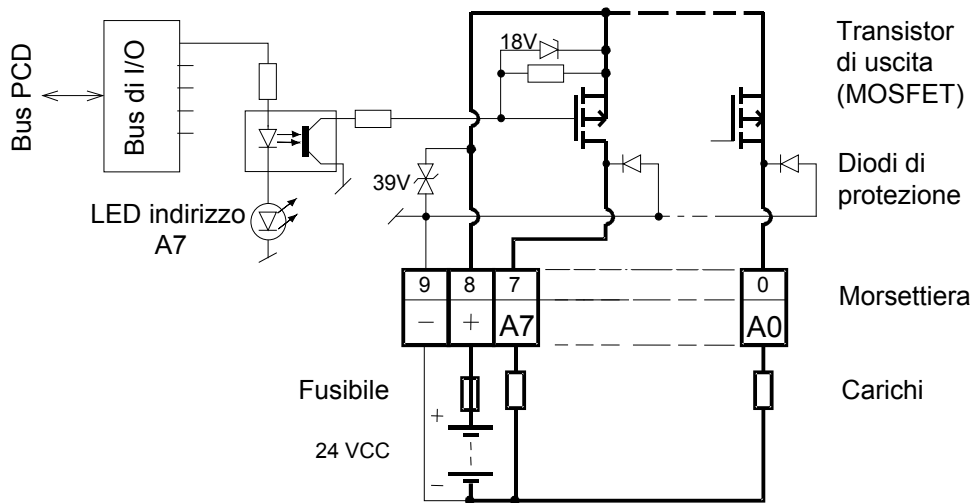 Bus PCD
Bus di I/O
18V
Transistor
di uscita
(MOSFET)
39V
Diodi di
protezione
LED indirizzo
A7
9
8
7
0
−
+
A7
A0
Morsettiera
Fusibile
Carichi
+
24 VCC
−